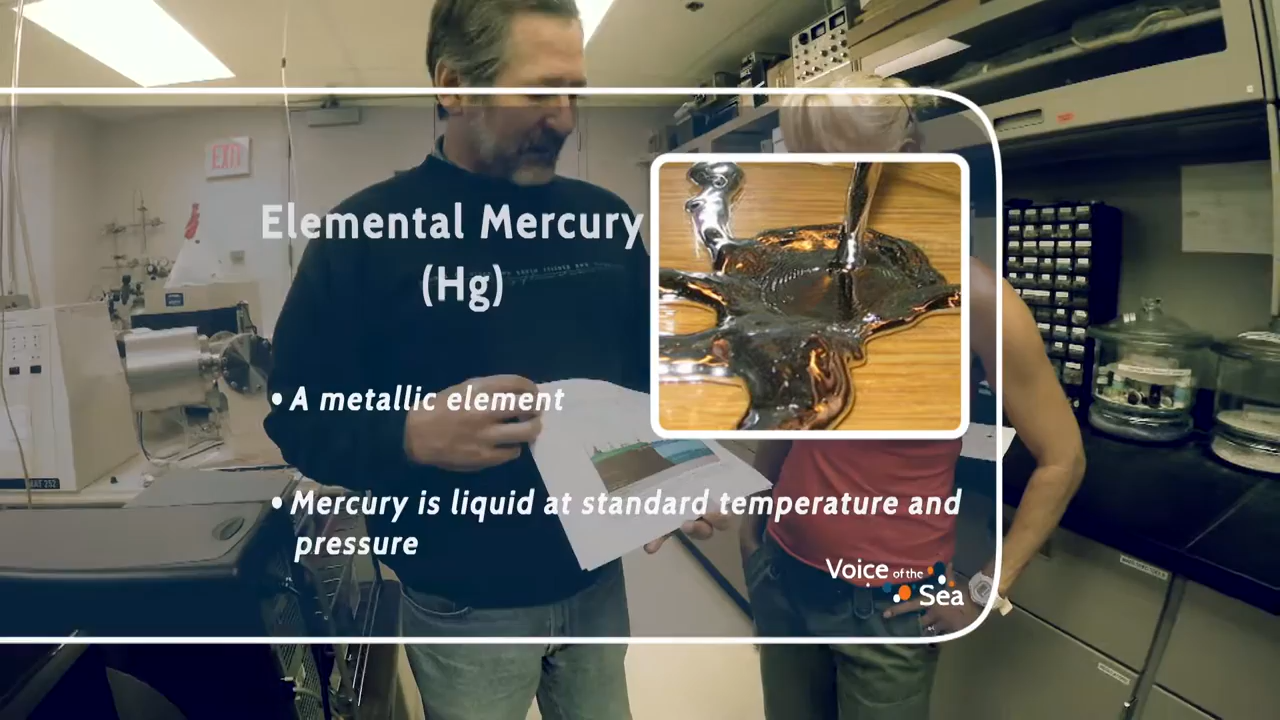 EXIT
Elemental Mercury
(Hg)
• A metallic element
• Mercury is liquid at standard temperature and
pressure
Voice of the
Sea